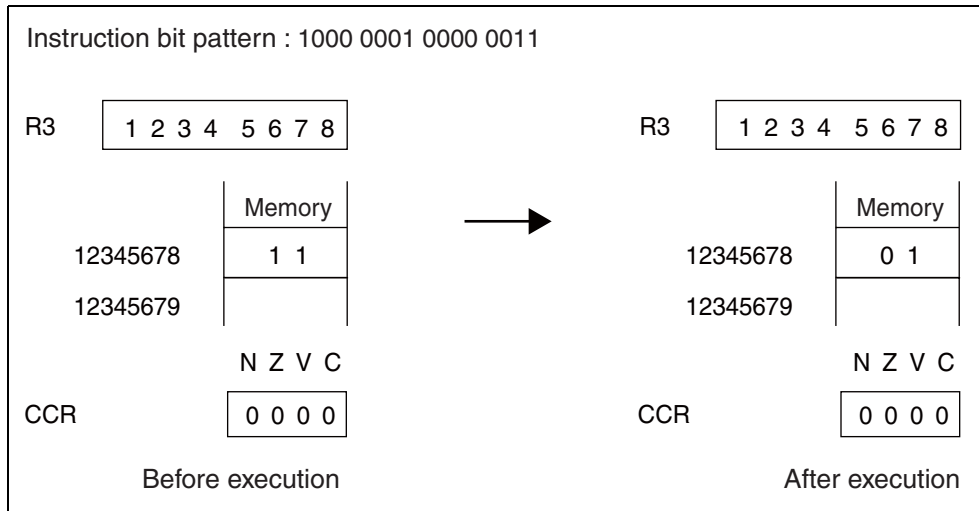 Instruction bit pattern : 1000 0001 0000 0011
R3 1 2 3 4 5 6 7 8 R3 1 2 3 4 5 6 7 8
Memory Memory
12345678 1 1 12345678 0 1
12345679 12345679
N Z V C N Z V C
CCR 0 0 0 0 CCR 0 0 0 0
Before execution After execution